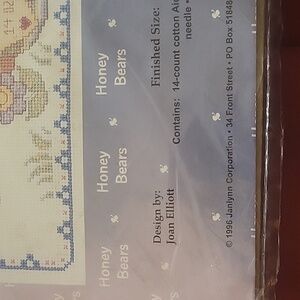 Honey
Bears
Honey
Bears
Honey
Bears
Finished Size:
Contains: 14-count cotton
needle •
Design by:
Joan Elliott
© 1996 Janlynn Corporation • 34 Front Street • PO Box 51848